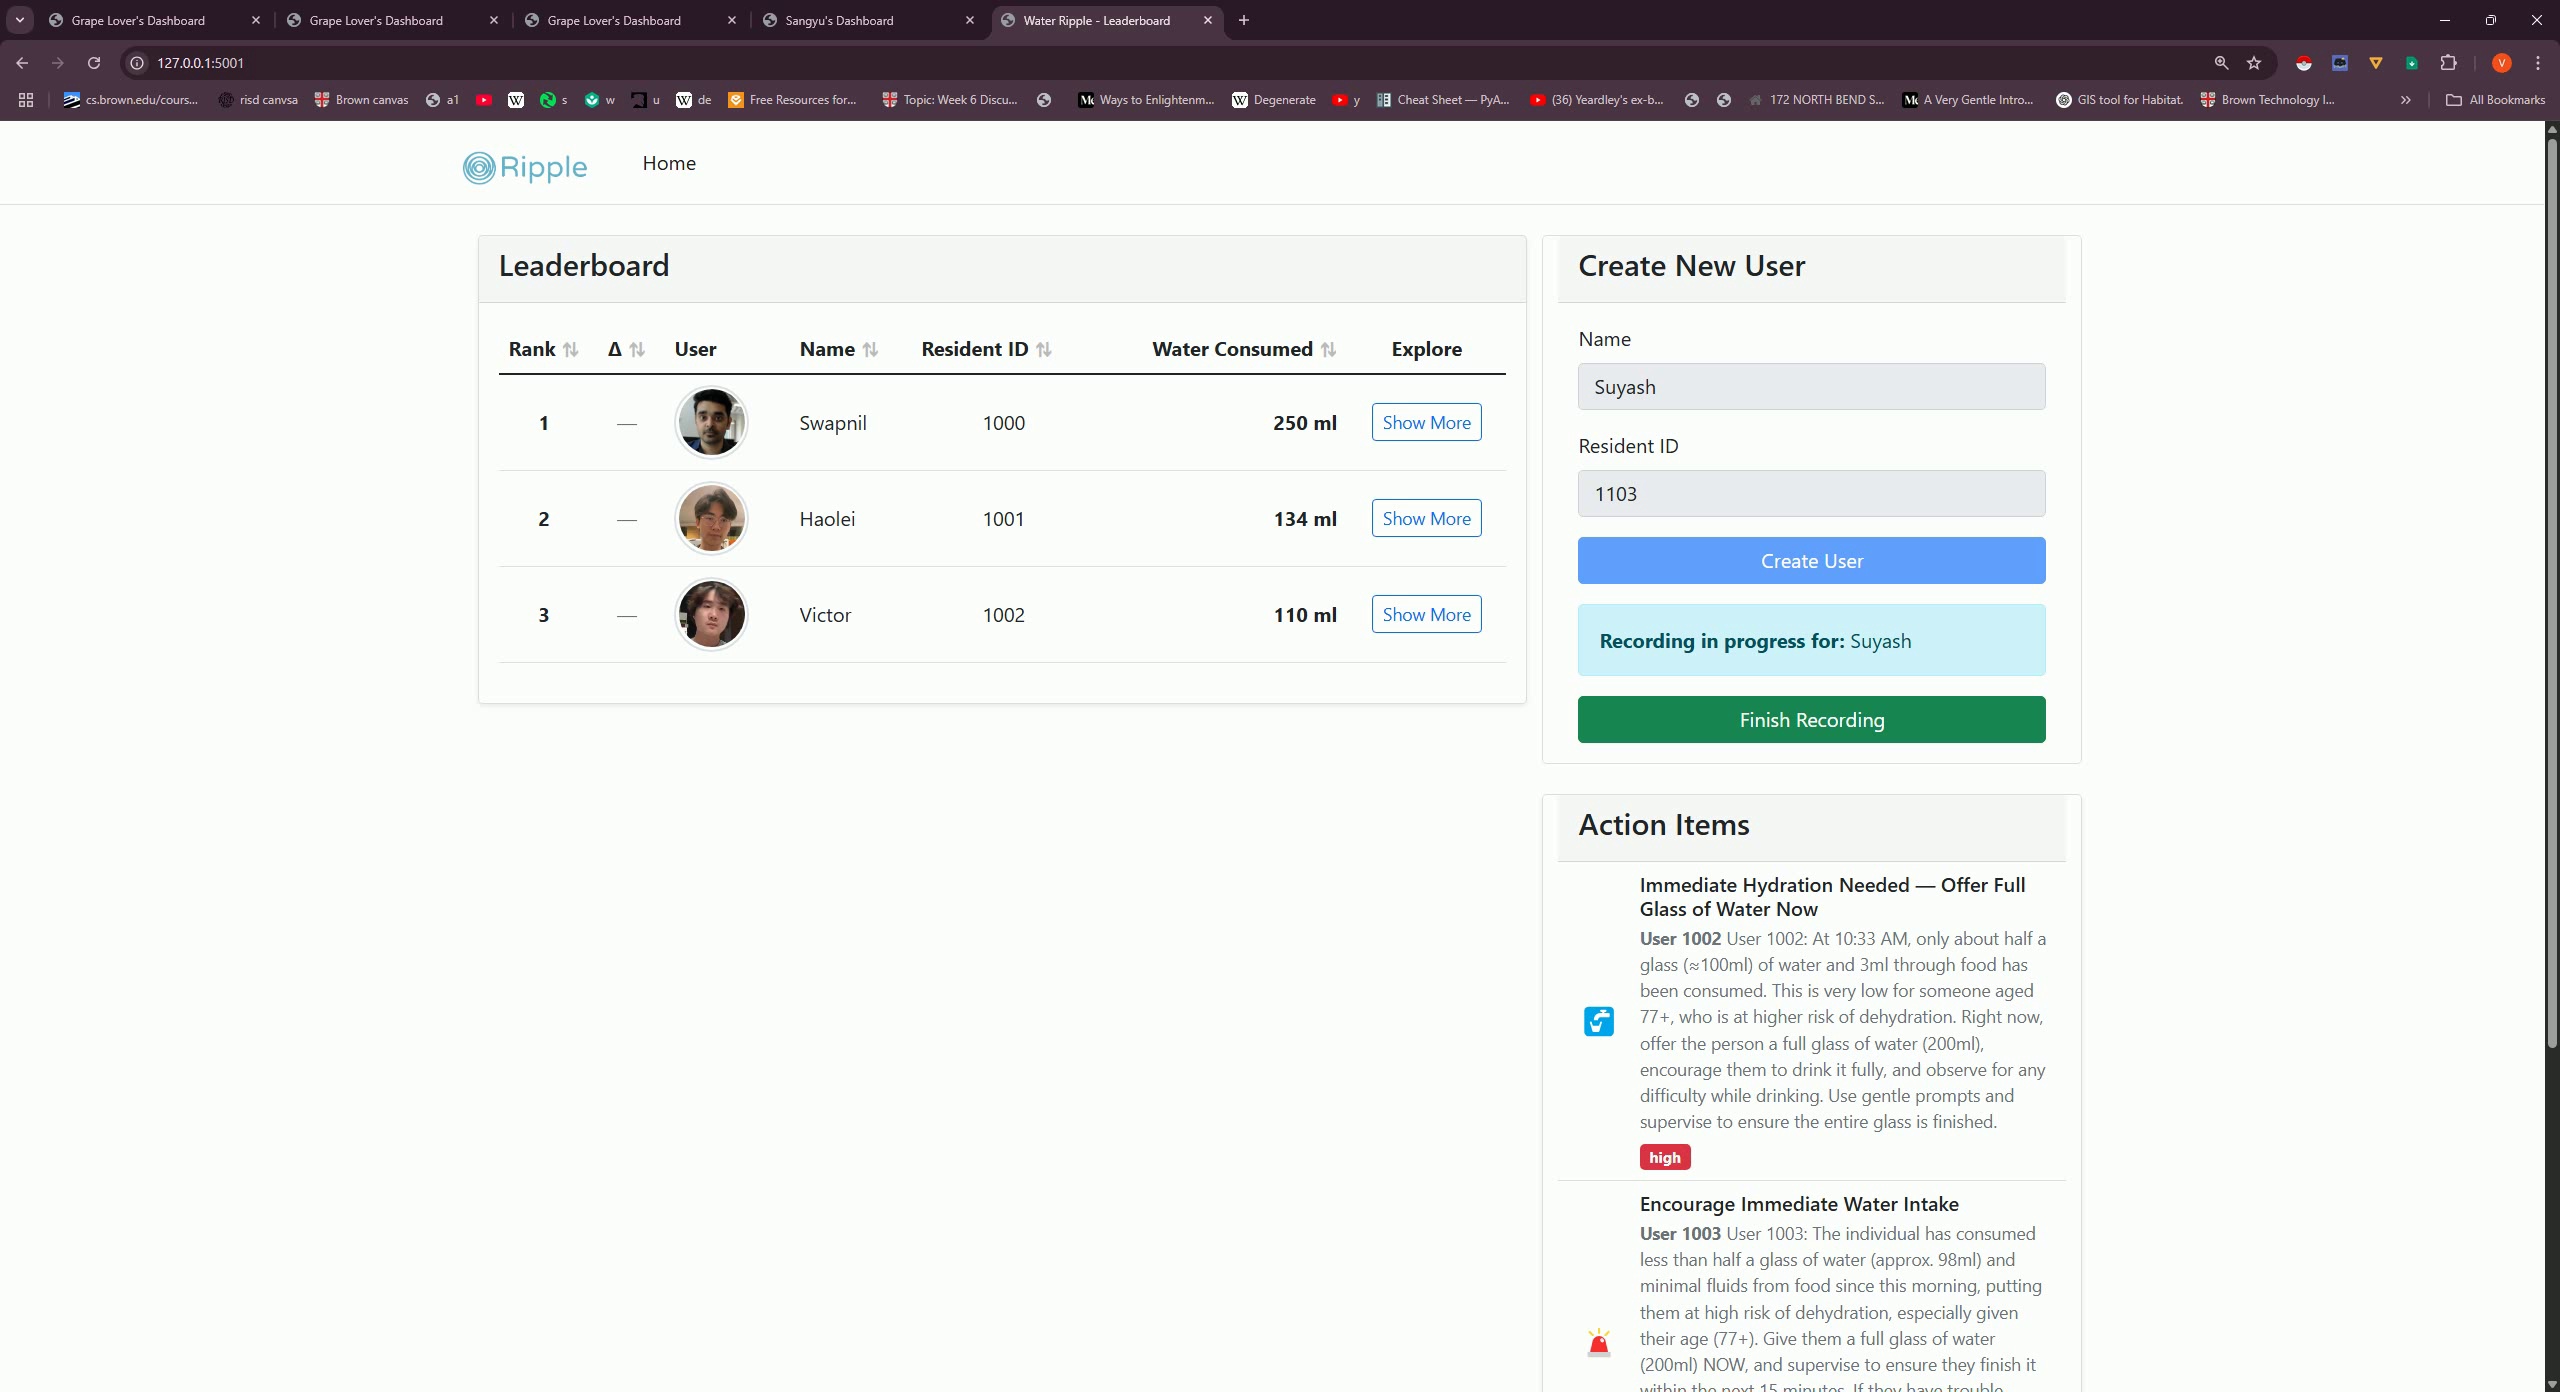 Grape Lover's Dashboard
Grape Lover's Dashboard
Grape Lover's Dashboard
Sangyu's Dashboard
Water Ripple - Leaderboard
127.0.0.1:5001
V
cs.brown.edu/cours...
risd canvsa
Brown canvas
a1
W
s
w
u
W de
Free Resources for...
Topic: Week 6 Discu...
Ways to Enlightenm...
W Degenerate
y
Cheat Sheet — PyA...
(36) Yeardley's ex-b...
172 NORTH BEND S...
A Very Gentle Intro...
GIS tool for Habitat.
Brown Technology I...
»
All Bookmarks
Ripple
Home
Leaderboard
Rank Δ User Name Resident ID Water Consumed Explore
1 — Swapnil 1000 250 ml Show More
2 — Haolei 1001 134 ml Show More
3 — Victor 1002 110 ml Show More
Create New User
Name
Suyash
Resident ID
1103
Create User
Recording in progress for: Suyash
Finish Recording
Action Items
Immediate Hydration Needed — Offer Full
Glass of Water Now
User 1002 User 1002: At 10:33 AM, only about half a
glass (≈100ml) of water and 3ml through food has
been consumed. This is very low for someone aged
77+, who is at higher risk of dehydration. Right now,
offer the person a full glass of water (200ml),
encourage them to drink it fully, and observe for any
difficulty while drinking. Use gentle prompts and
supervise to ensure the entire glass is finished.
high
Encourage Immediate Water Intake
User 1003 User 1003: The individual has consumed
less than half a glass of water (approx. 98ml) and
minimal fluids from food since this morning, putting
them at high risk of dehydration, especially given
their age (77+). Give them a full glass of water
(200ml) NOW, and supervise to ensure they finish it
within the next 15 minutes. If they have trouble